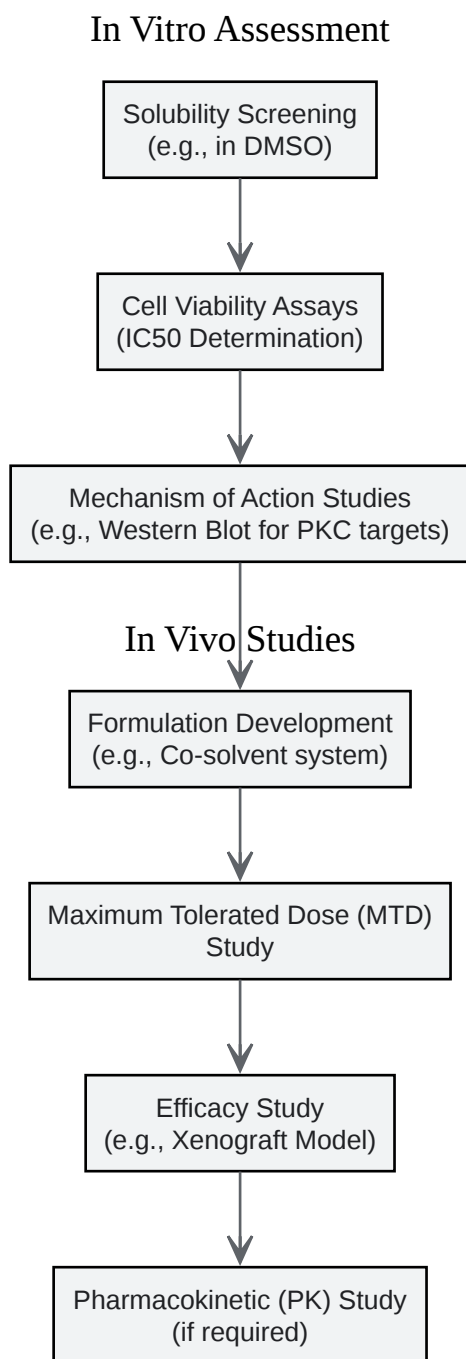 In Vitro Assessment
Solubility Screening
(e.g., in DMSO)
Cell Viability Assays
(IC50 Determination)
Mechanism of Action Studies
(e.g., Western Blot for PKC targets)
In Vivo Studies
Formulation Development
(e.g., Co-solvent system)
Maximum Tolerated Dose (MTD)
Study
Efficacy Study
(e.g., Xenograft Model)
Pharmacokinetic (PK) Study
(if required)